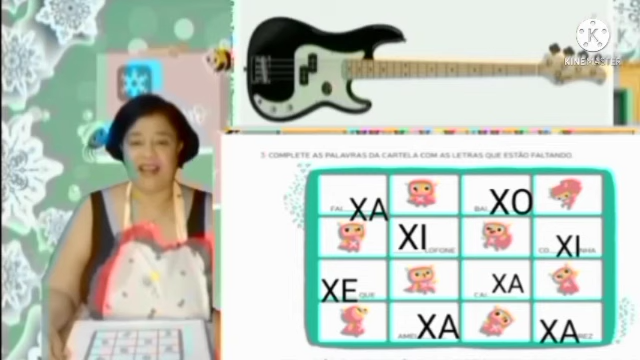 K
KINEMASTER
3. COMPLETE AS PALAVRAS DA CARTELA COM AS LETRAS QUE ESTÃO FALTANDO.
FAI XA
BAI XO
XI LOFONE
CO XI NHA
XE QUE
CAI XA
AMEI XA
XA REZ